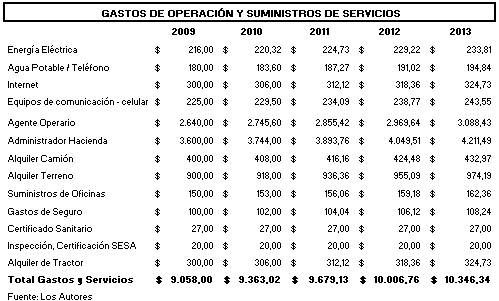 GASTOS DE OPERACIÓN Y SUMINISTROS DE SERVICIOS
2009 2010 2011 2012 2013
Energía Eléctrica $ 216,00 $ 220,32 $ 224,73 $ 229,22 $ 233,81
Agua Potable / Teléfono $ 180,00 $ 183,60 $ 187,27 $ 191,02 $ 194,84
Internet $ 300,00 $ 306,00 $ 312,12 $ 318,36 $ 324,73
Equipos de comunicación - celular $ 225,00 $ 229,50 $ 234,09 $ 238,77 $ 243,55
Agente Operario $ 2.640,00 $ 2.745,60 $ 2.855,42 $ 2.969,64 $ 3.088,43
Administrador Hacienda $ 3.600,00 $ 3.744,00 $ 3.893,76 $ 4.049,51 $ 4.211,49
Alquiler Camión $ 400,00 $ 408,00 $ 416,16 $ 424,48 $ 432,97
Alquiler Terreno $ 900,00 $ 918,00 $ 936,36 $ 955,09 $ 974,19
Suministros de Oficinas $ 150,00 $ 153,00 $ 156,06 $ 159,18 $ 162,36
Gastos de Seguro $ 100,00 $ 102,00 $ 104,04 $ 106,12 $ 108,24
Certificado Sanitario $ 27,00 $ 27,00 $ 27,00 $ 27,00 $ 27,00
Inspección, Certificación SESA $ 20,00 $ 20,00 $ 20,00 $ 20,00 $ 20,00
Alquiler de Tractor $ 300,00 $ 306,00 $ 312,12 $ 318,36 $ 324,73
Total Gastos y Servicios $ 9.058,00 $ 9.363,02 $ 9.679,13 $ 10.006,76 $ 10.346,34
Fuente: Los Autores